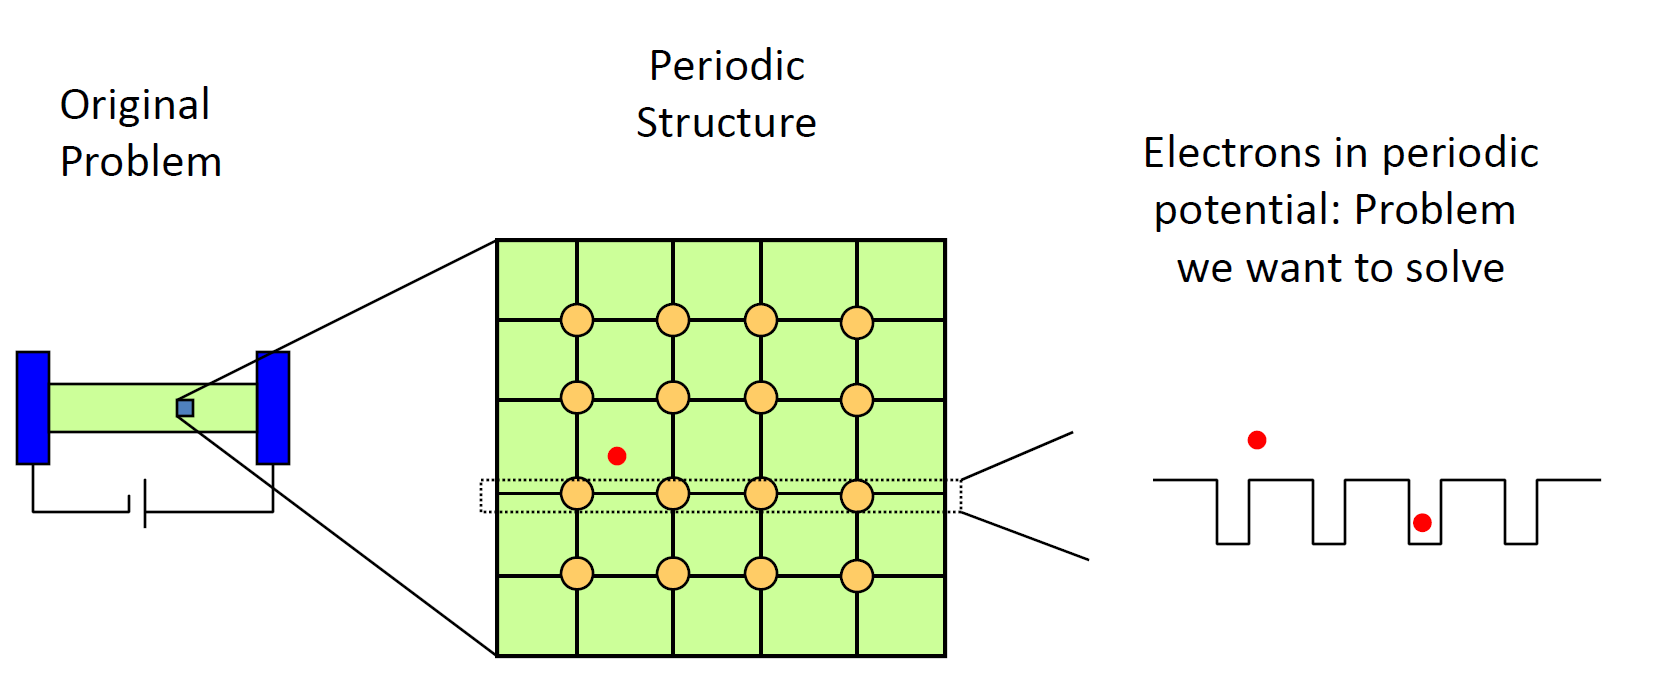 Original
Problem
Periodic
Structure
Electrons in periodic
potential: Problem
we want to solve